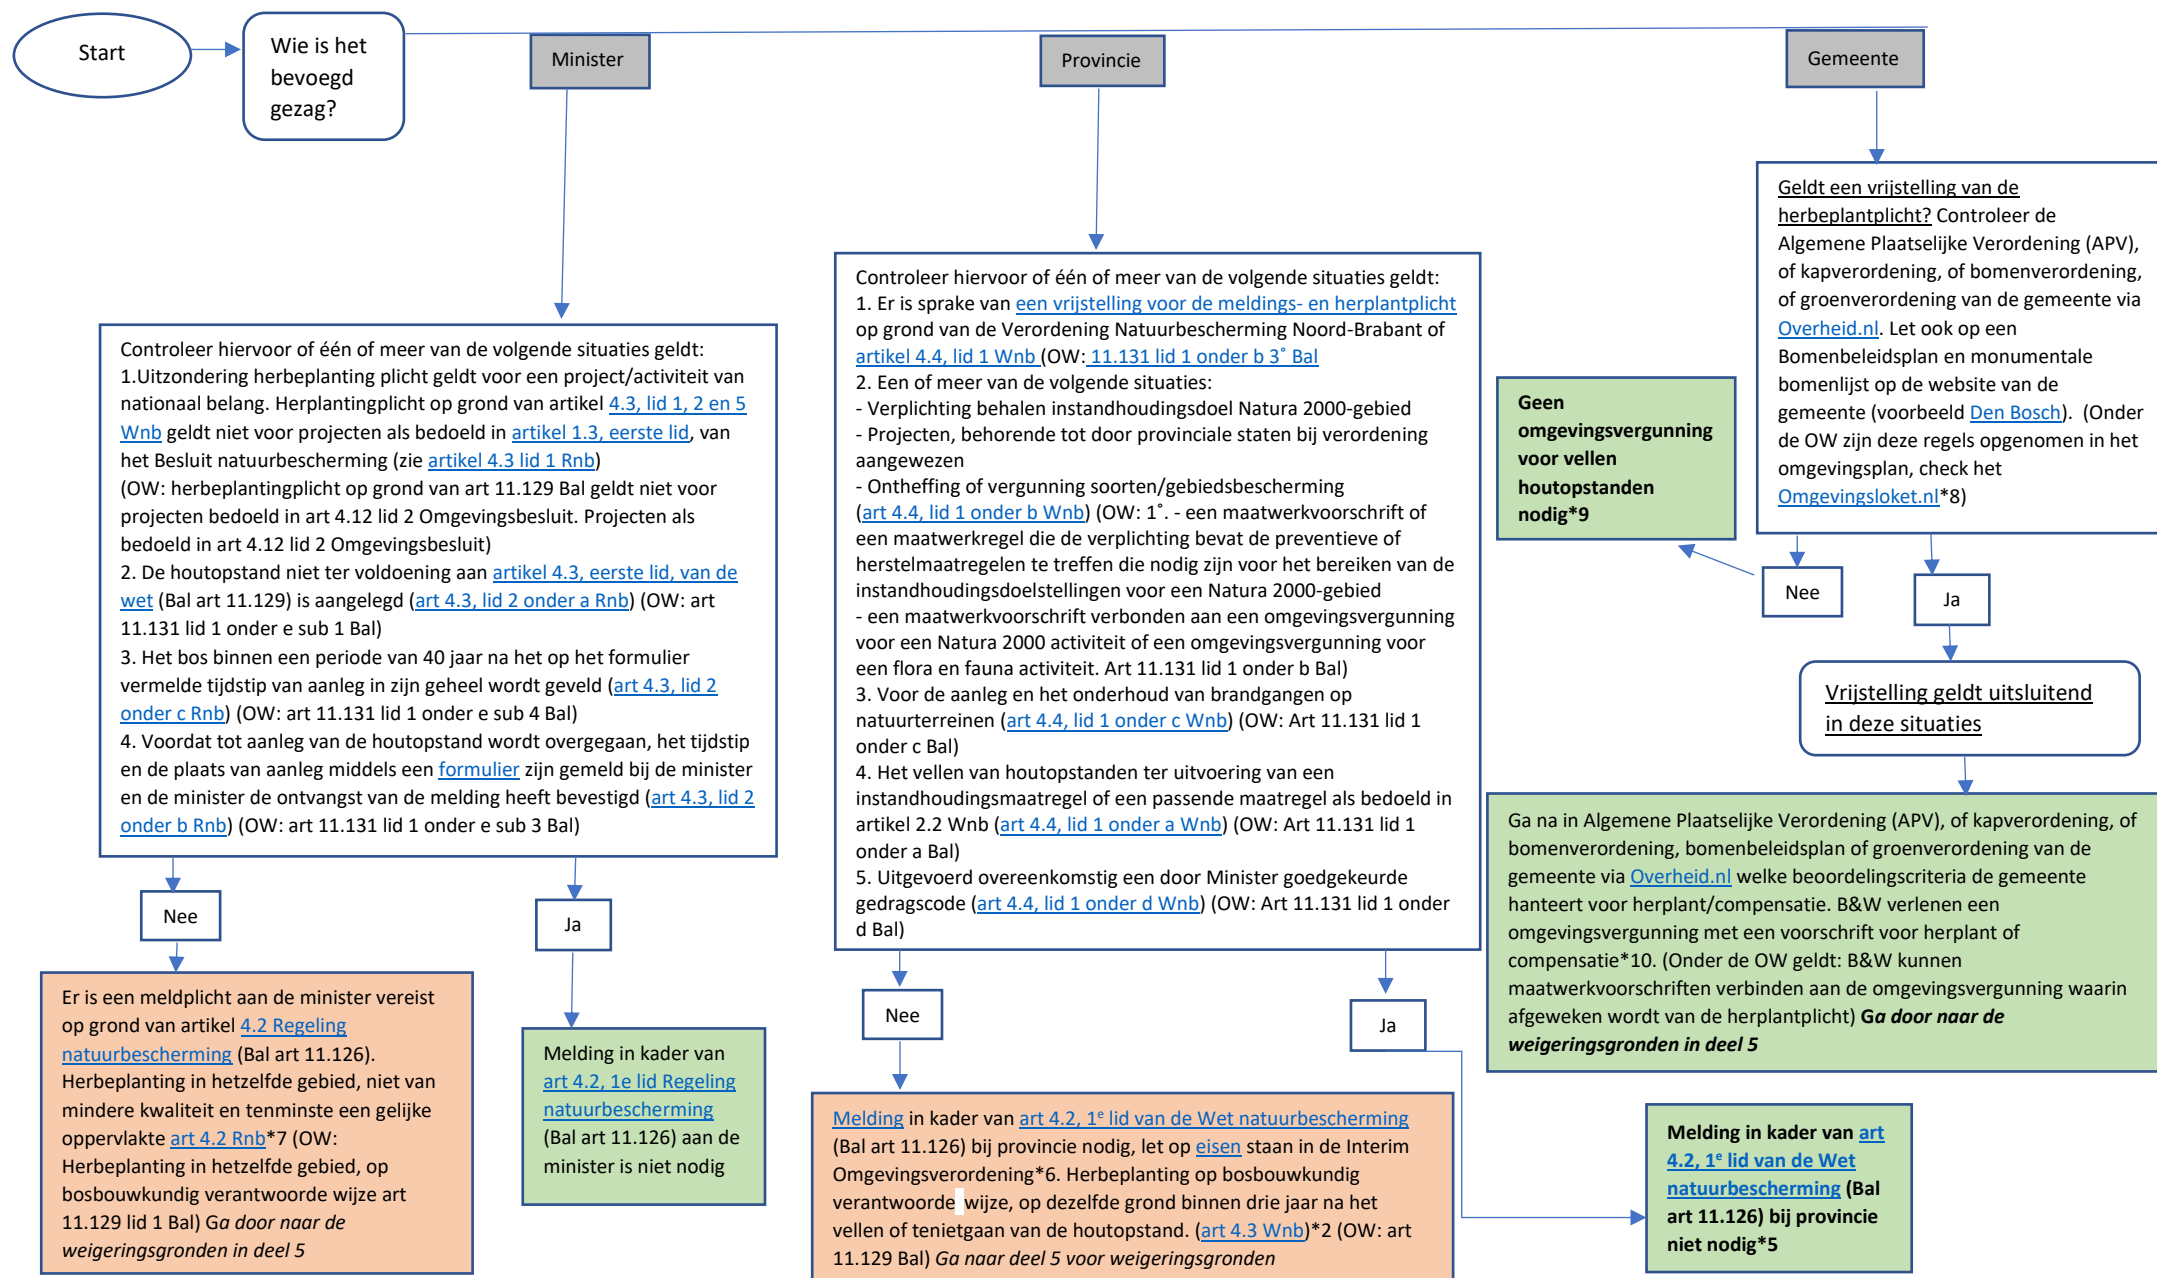 Start
Wie is het
bevoegd
gezag?
Minister
Provincie
Gemeente
Controleer hiervoor of één of meer van de volgende situaties geldt:
1.Uitzondering herbeplanting plicht geldt voor een project/activiteit van
nationaal belang. Herplantingplicht op grond van artikel 4.3, lid 1, 2 en 5
Wnb geldt niet voor projecten als bedoeld in artikel 1.3, eerste lid, van
het Besluit natuurbescherming (zie artikel 4.3 lid 1 Rnb)
(OW: herbeplantingplicht op grond van art 11.129 Bal geldt niet voor
projecten bedoeld in art 4.12 lid 2 Omgevingsbesluit. Projecten als
bedoeld in art 4.12 lid 2 Omgevingsbesluit)
2. De houtopstand niet ter voldoening aan artikel 4.3, eerste lid, van de
wet (Bal art 11.129) is aangelegd (art 4.3, lid 2 onder a Rnb) (OW: art
11.131 lid 1 onder e sub 1 Bal)
3. Het bos binnen een periode van 40 jaar na het op het formulier
vermelde tijdstip van aanleg in zijn geheel wordt geveld (art 4.3, lid 2
onder c Rnb) (OW: art 11.131 lid 1 onder e sub 4 Bal)
4. Voordat tot aanleg van de houtopstand wordt overgegaan, het tijdstip
en de plaats van aanleg middels een formulier zijn gemeld bij de minister
en de minister de ontvangst van de melding heeft bevestigd (art 4.3, lid 2
onder b Rnb) (OW: art 11.131 lid 1 onder e sub 3 Bal)
Nee
Ja
Er is een meldplicht aan de minister vereist
op grond van artikel 4.2 Regeling
natuurbescherming (Bal art 11.126).
Herbeplanting in hetzelfde gebied, niet van
mindere kwaliteit en tenminste een gelijke
oppervlakte art 4.2 Rnb*7 (OW:
Herbeplanting in hetzelfde gebied, op
bosbouwkundig verantwoorde wijze art
11.129 lid 1 Bal) Ga door naar de
weigeringsgronden in deel 5
Melding in kader van
art 4.2, 1e lid Regeling
natuurbescherming
(Bal art 11.126) aan de
minister is niet nodig
Controleer hiervoor of één of meer van de volgende situaties geldt:
1. Er is sprake van een vrijstelling voor de meldings- en herplantplicht
op grond van de Verordening Natuurbescherming Noord-Brabant of
artikel 4.4, lid 1 Wnb (OW: 11.131 lid 1 onder b 3˚ Bal
2. Een of meer van de volgende situaties:
- Verplichting behalen instandhoudingsdoel Natura 2000-gebied
- Projecten, behorende tot door provinciale staten bij verordening
aangewezen
- Ontheffing of vergunning soorten/gebiedsbescherming
(art 4.4, lid 1 onder b Wnb) (OW: 1˚. - een maatwerkvoorschrift of
een maatwerkregel die de verplichting bevat de preventieve of
herstelmaatregelen te treffen die nodig zijn voor het bereiken van de
instandhoudingsdoelstellingen voor een Natura 2000-gebied
- een maatwerkvoorschrift verbonden aan een omgevingsvergunning
voor een Natura 2000 activiteit of een omgevingsvergunning voor
een flora en fauna activiteit. Art 11.131 lid 1 onder b Bal)
3. Voor de aanleg en het onderhoud van brandgangen op
natuurterreinen (art 4.4, lid 1 onder c Wnb) (OW: Art 11.131 lid 1
onder c Bal)
4. Het vellen van houtopstanden ter uitvoering van een
instandhoudingsmaatregel of een passende maatregel als bedoeld in
artikel 2.2 Wnb (art 4.4, lid 1 onder a Wnb) (OW: Art 11.131 lid 1
onder a Bal)
5. Uitgevoerd overeenkomstig een door Minister goedgekeurde
gedragscode (art 4.4, lid 1 onder d Wnb) (OW: Art 11.131 lid 1 onder
d Bal)
Nee
Ja
Melding in kader van art 4.2, 1e lid van de Wet natuurbescherming
(Bal art 11.126) bij provincie nodig, let op eisen staan in de Interim
Omgevingsverordening*6. Herbeplanting op bosbouwkundig
verantwoorde wijze, op dezelfde grond binnen drie jaar na het
vellen of tenietgaan van de houtopstand. (art 4.3 Wnb)*2 (OW: art
11.129 Bal) Ga naar deel 5 voor weigeringsgronden
Melding in kader van art
4.2, 1e lid van de Wet
natuurbescherming (Bal
art 11.126) bij provincie
niet nodig*5
Geldt een vrijstelling van de
herbeplantplicht? Controleer de
Algemene Plaatselijke Verordening (APV),
of kapverordening, of bomenverordening,
of groenverordening van de gemeente via
Overheid.nl. Let ook op een
Bomenbeleidsplan en monumentale
bomenlijst op de website van de
gemeente (voorbeeld Den Bosch). (Onder
de OW zijn deze regels opgenomen in het
omgevingsplan, check het
Omgevingsloket.nl*8)
Nee
Ja
Geen
omgevingsvergunning
voor vellen
houtopstanden
nodig*9
Vrijstelling geldt uitsluitend
in deze situaties
Ga na in Algemene Plaatselijke Verordening (APV), of kapverordening, of
bomenverordening, bomenbeleidsplan of groenverordening van de
gemeente via Overheid.nl welke beoordelingscriteria de gemeente
hanteert voor herplant/compensatie. B&W verlenen een
omgevingsvergunning met een voorschrift voor herplant of
compensatie*10. (Onder de OW geldt: B&W kunnen
maatwerkvoorschriften verbinden aan de omgevingsvergunning waarin
afgeweken wordt van de herplantplicht) Ga door naar de
weigeringsgronden in deel 5